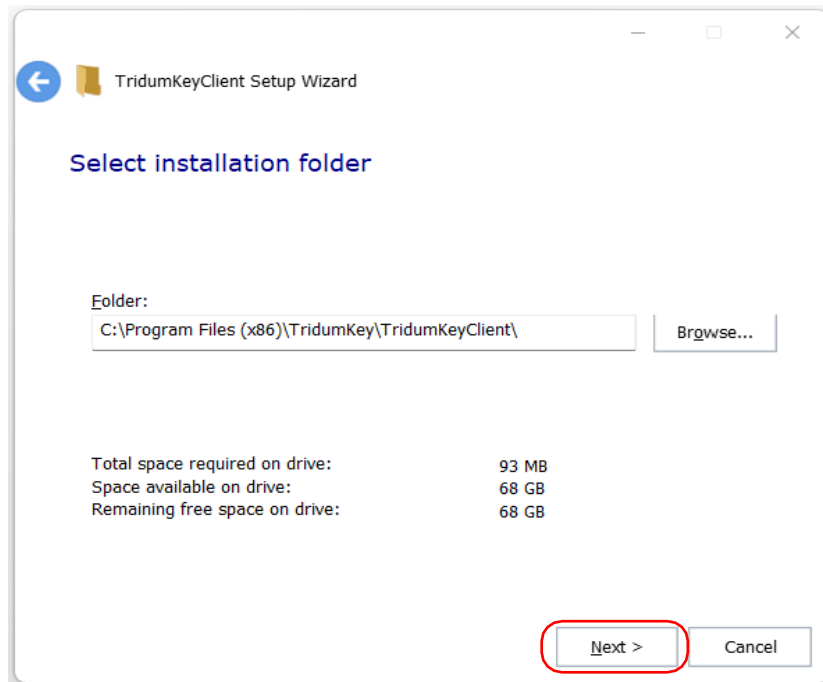 TridumKeyClient Setup Wizard
Select installation folder
Folder:
C:\Program Files (x86)\TridumKey\TridumKeyClient\
Browse...
Total space required on drive: 93 MB
Space available on drive: 68 GB
Remaining free space on drive: 68 GB
Next >
Cancel